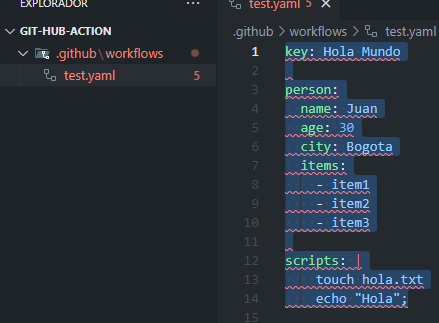 EXPLORADOR
GIT-HUB-ACTION
.github\workflows
test.yaml 5
test.yaml 5 ×
.github > workflows > test.yaml
1 key: Hola Mundo
2
3 person:
4 name: Juan
5 age: 30
6 city: Bogota
7 items:
8 - item1
9 - item2
10 - item3
11
12 scripts: |
13 touch hola.txt
14 echo "Hola";